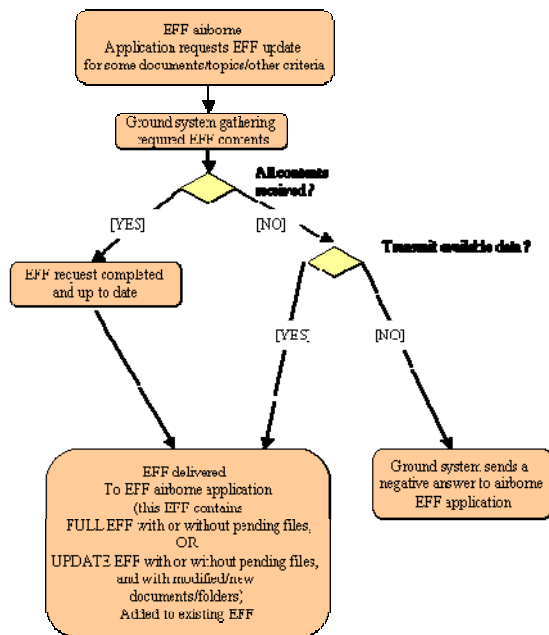 EFF airborne
Application requests EFF update
for some documents/topics/other criteria
Ground system gathering
required EFF contents
All contents
received ?
[YES]
[NO]
Transmit available data ?
EFF request completed
and up to date
[YES]
[NO]
EFF delivered
To EFF airborne application
(this EFF contains
FULL EFF with or without pending files,
OR
UPDATE EFF with or without pending files,
and with modified/new
documents/folders)
Added to existing EFF
Ground system sends a
negative answer to airborne
EFF application